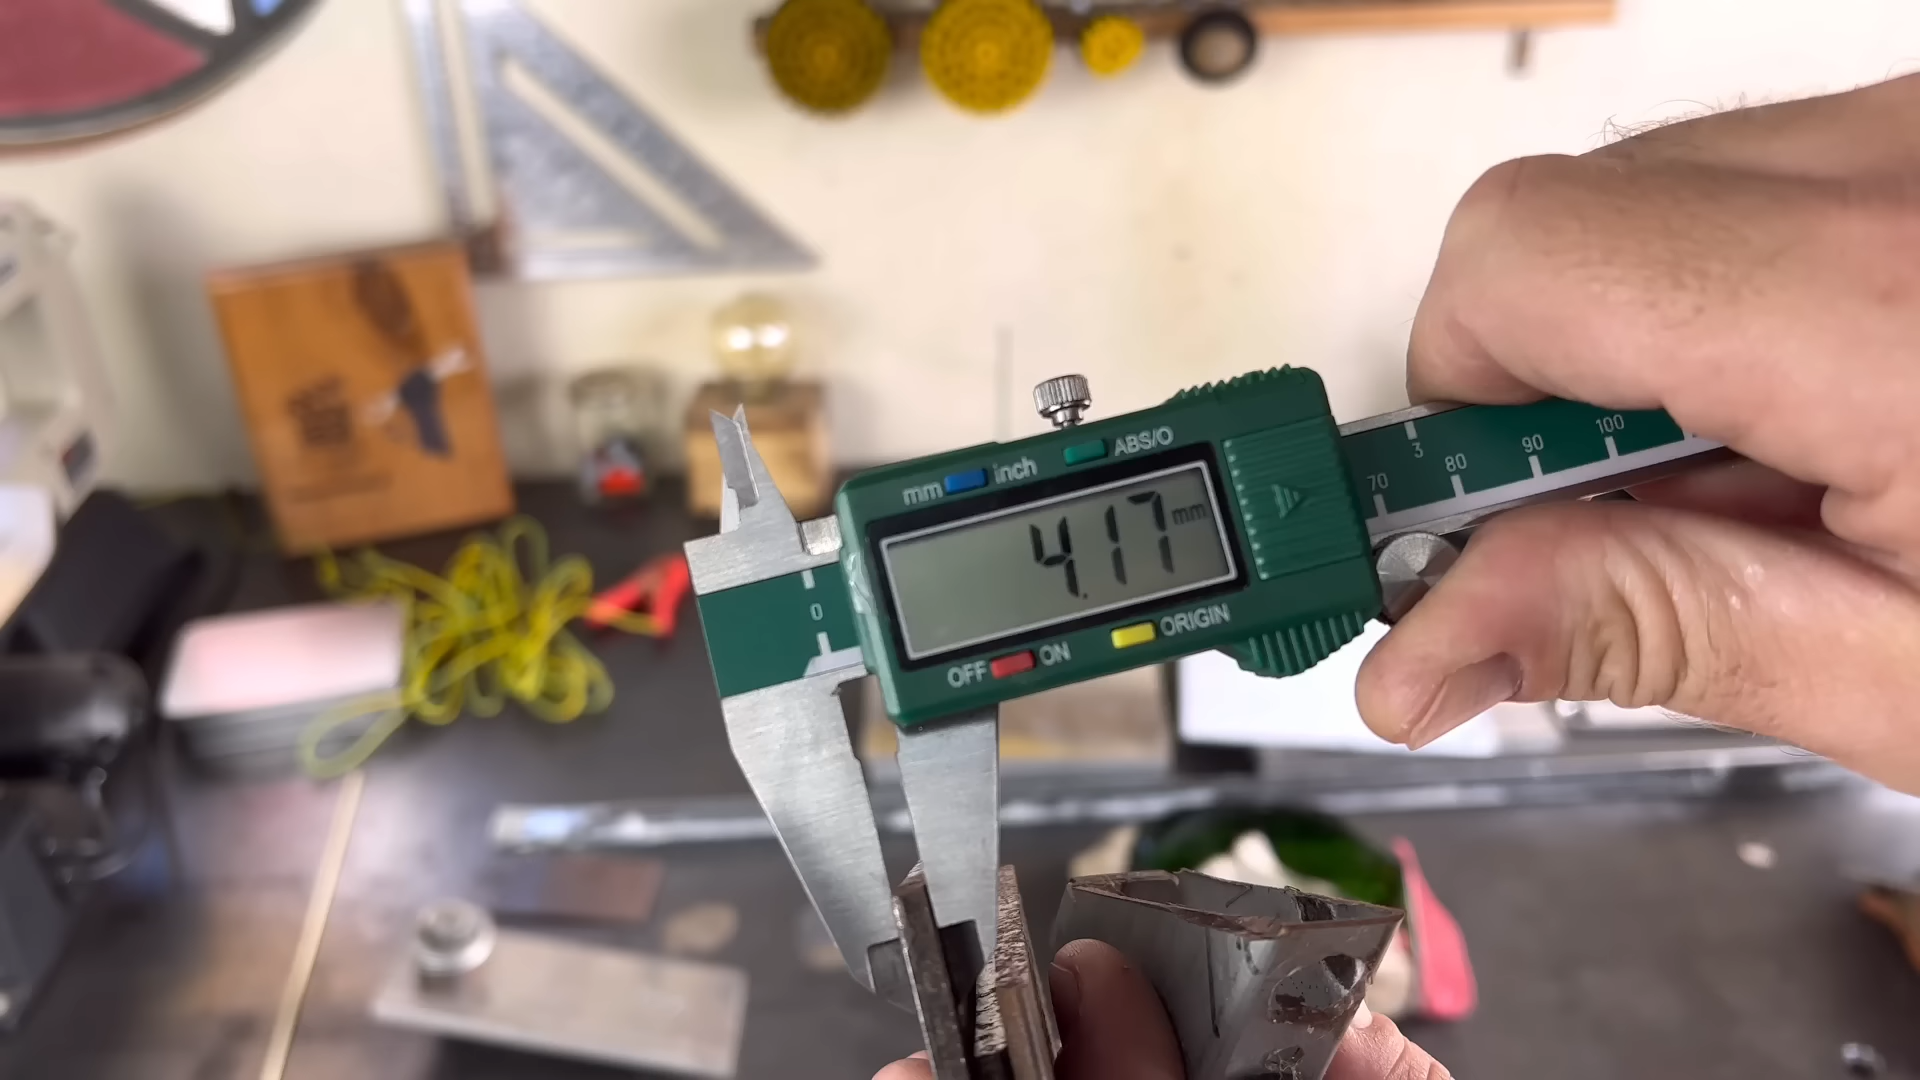 mm inch ABS/O
4.17 mm
OFF ON ORIGIN
0
3
70 80 90 100